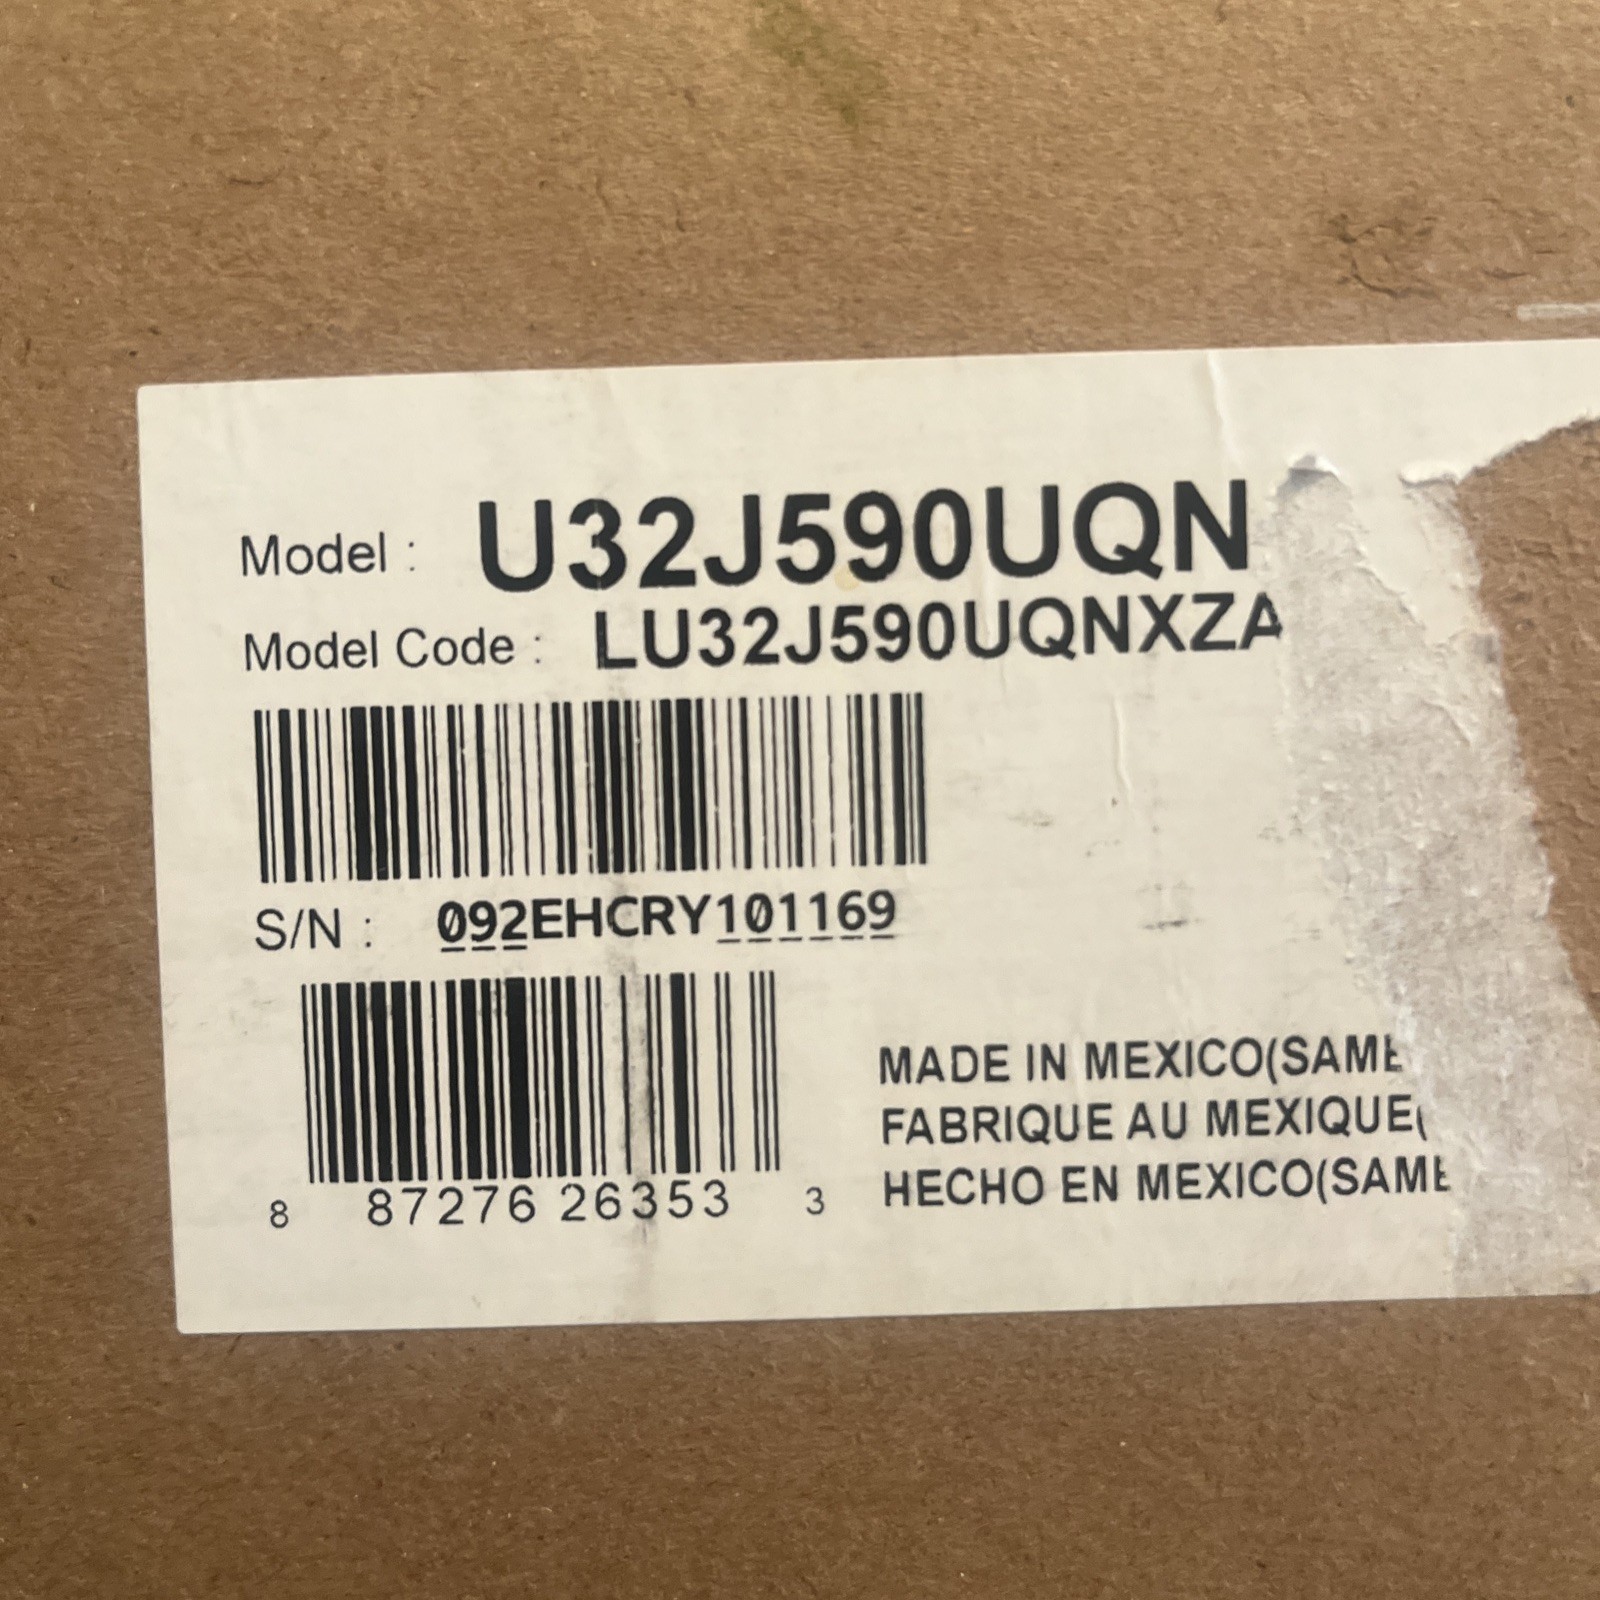 Model : U32J590UQN
Model Code : LU32J590UQNXZA
S/N : 092EHCRY101169
8 87276 26353 3
MADE IN MEXICO(SAME
FABRIQUE AU MEXIQUE(
HECHO EN MEXICO(SAME